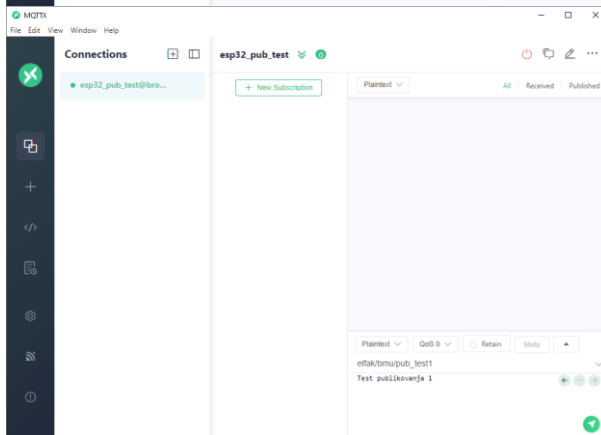 MQTTX
File Edit View Window Help
Connections
esp32_pub_test 0
esp32_pub_test@bro...
+ New Subscription
Plaintext
All Received Published
Plaintext QoS 0 Retain Meta
elfak/bmu/pub_test1
Test publikovanja 1